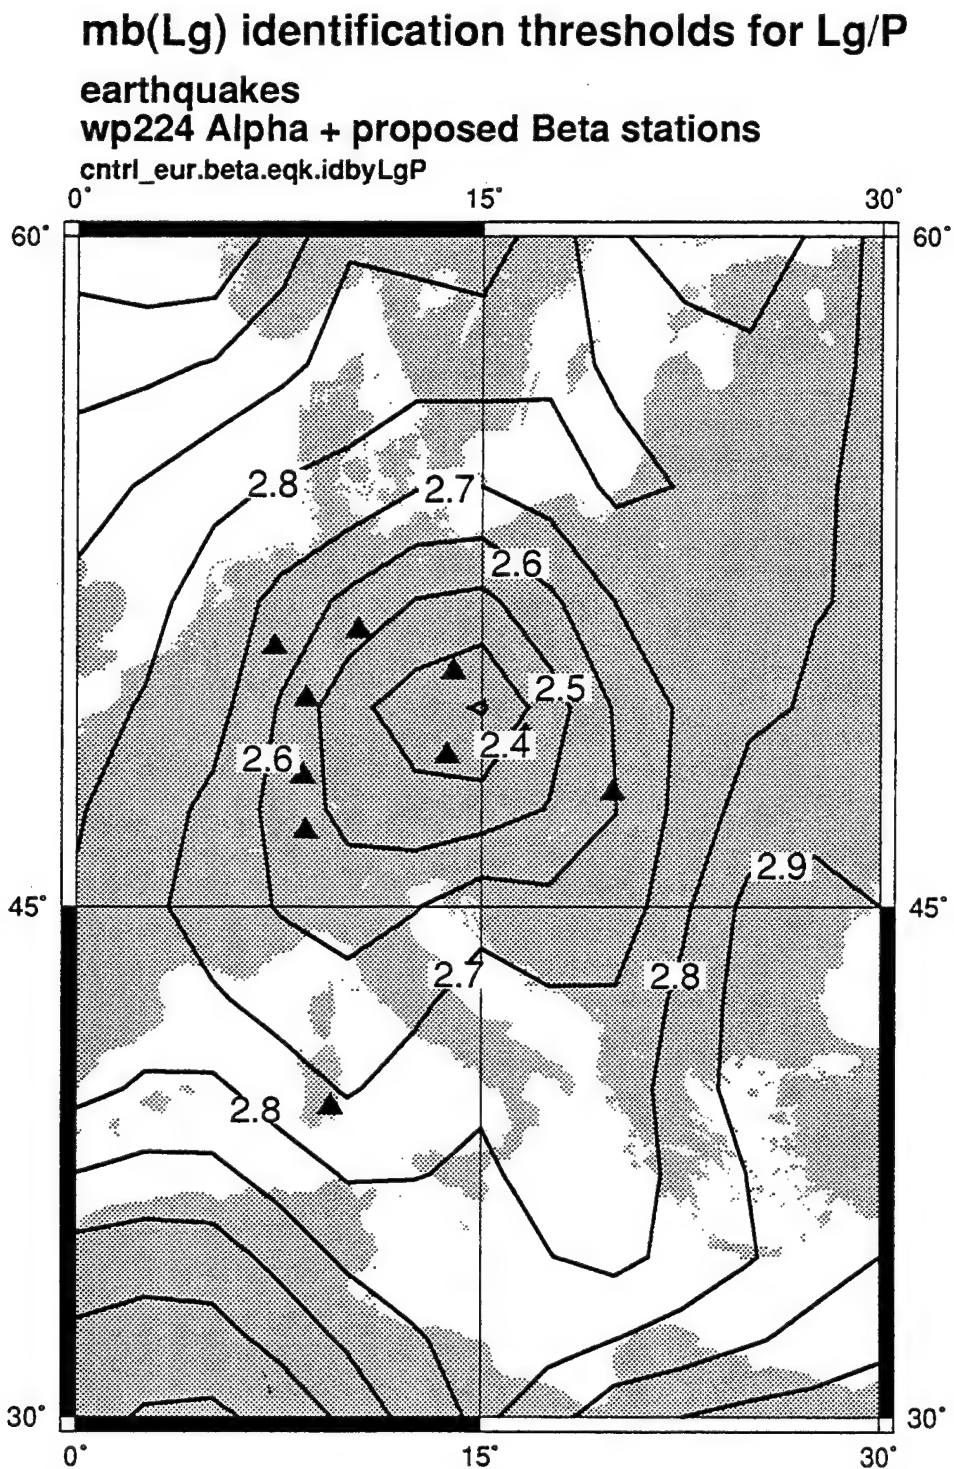 mb(Lg) identification thresholds for Lg/P
earthquakes
wp224 Alpha + proposed Beta stations
cntrl_eur.beta.eqk.idbyLgP
0° 15° 30°
60° 60°
2.8 2.7
2.6
2.5
2.4
2.6
2.9
45° 45°
2.7 2.8
2.8
30° 30°
0° 15° 30°